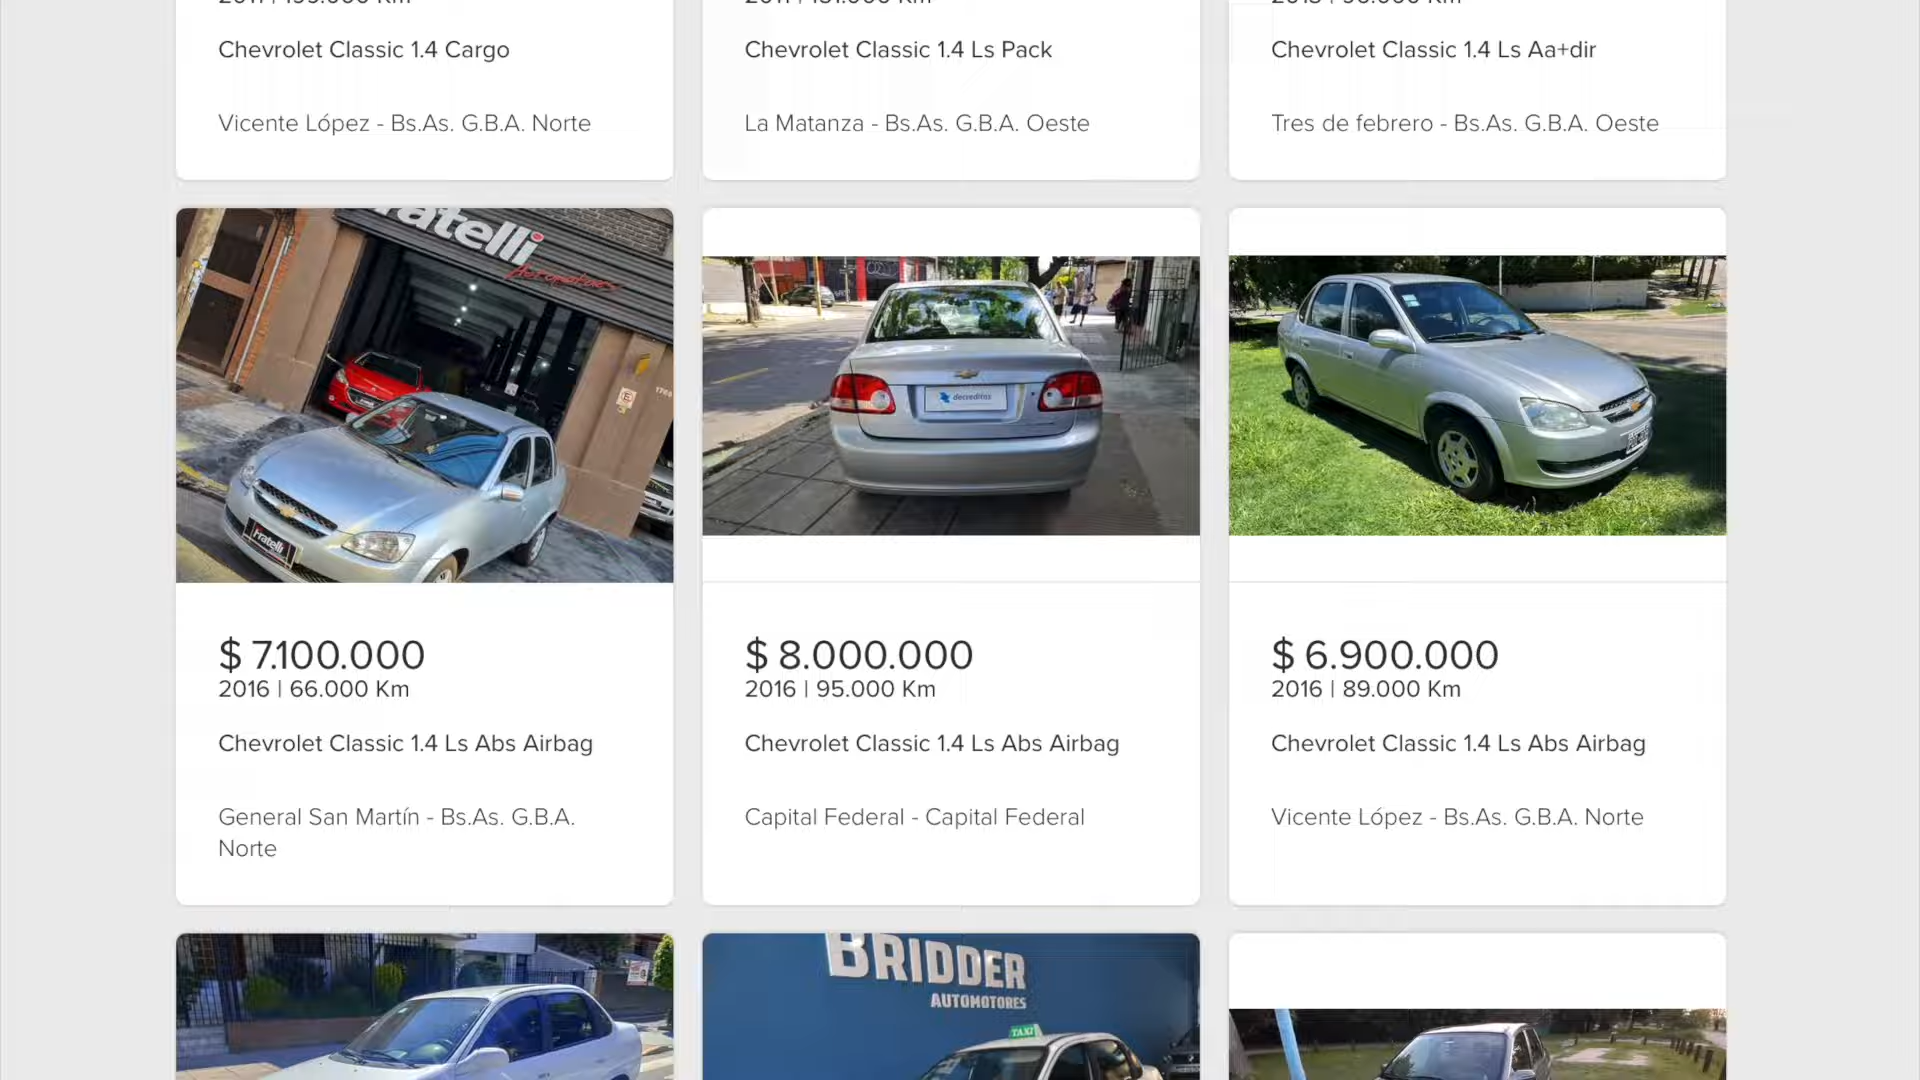 Chevrolet Classic 1.4 Cargo
Vicente López - Bs.As. G.B.A. Norte
Chevrolet Classic 1.4 Ls Pack
La Matanza - Bs.As. G.B.A. Oeste
Chevrolet Classic 1.4 Ls Aa+dir
Tres de febrero - Bs.As. G.B.A. Oeste
ratelli
Automotores
Fratelli
$ 7.100.000
2016 | 66.000 Km
Chevrolet Classic 1.4 Ls Abs Airbag
General San Martín - Bs.As. G.B.A.
Norte
decreditos
$ 8.000.000
2016 | 95.000 Km
Chevrolet Classic 1.4 Ls Abs Airbag
Capital Federal - Capital Federal
$ 6.900.000
2016 | 89.000 Km
Chevrolet Classic 1.4 Ls Abs Airbag
Vicente López - Bs.As. G.B.A. Norte
BRIDDER
AUTOMOTORES
TAXI